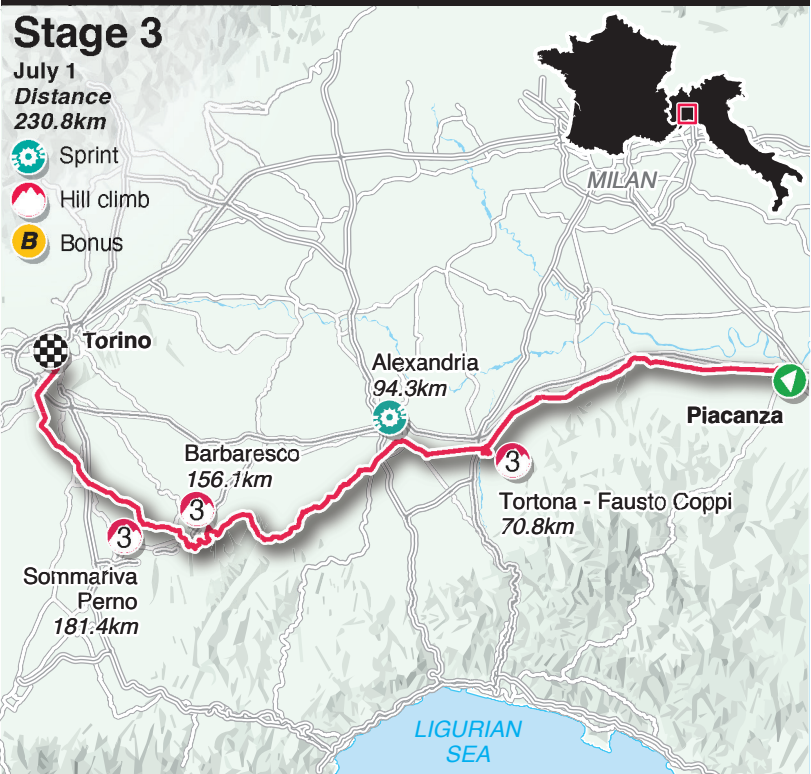 Stage 3
July 1
Distance
230.8km
Sprint
Hill climb
B Bonus
MILAN
Torino
Alexandria
94.3km
Piacanza
Barbaresco
156.1km
3
3
Tortona - Fausto Coppi
70.8km
3
Sommariva
Perno
181.4km
LIGURIAN
SEA